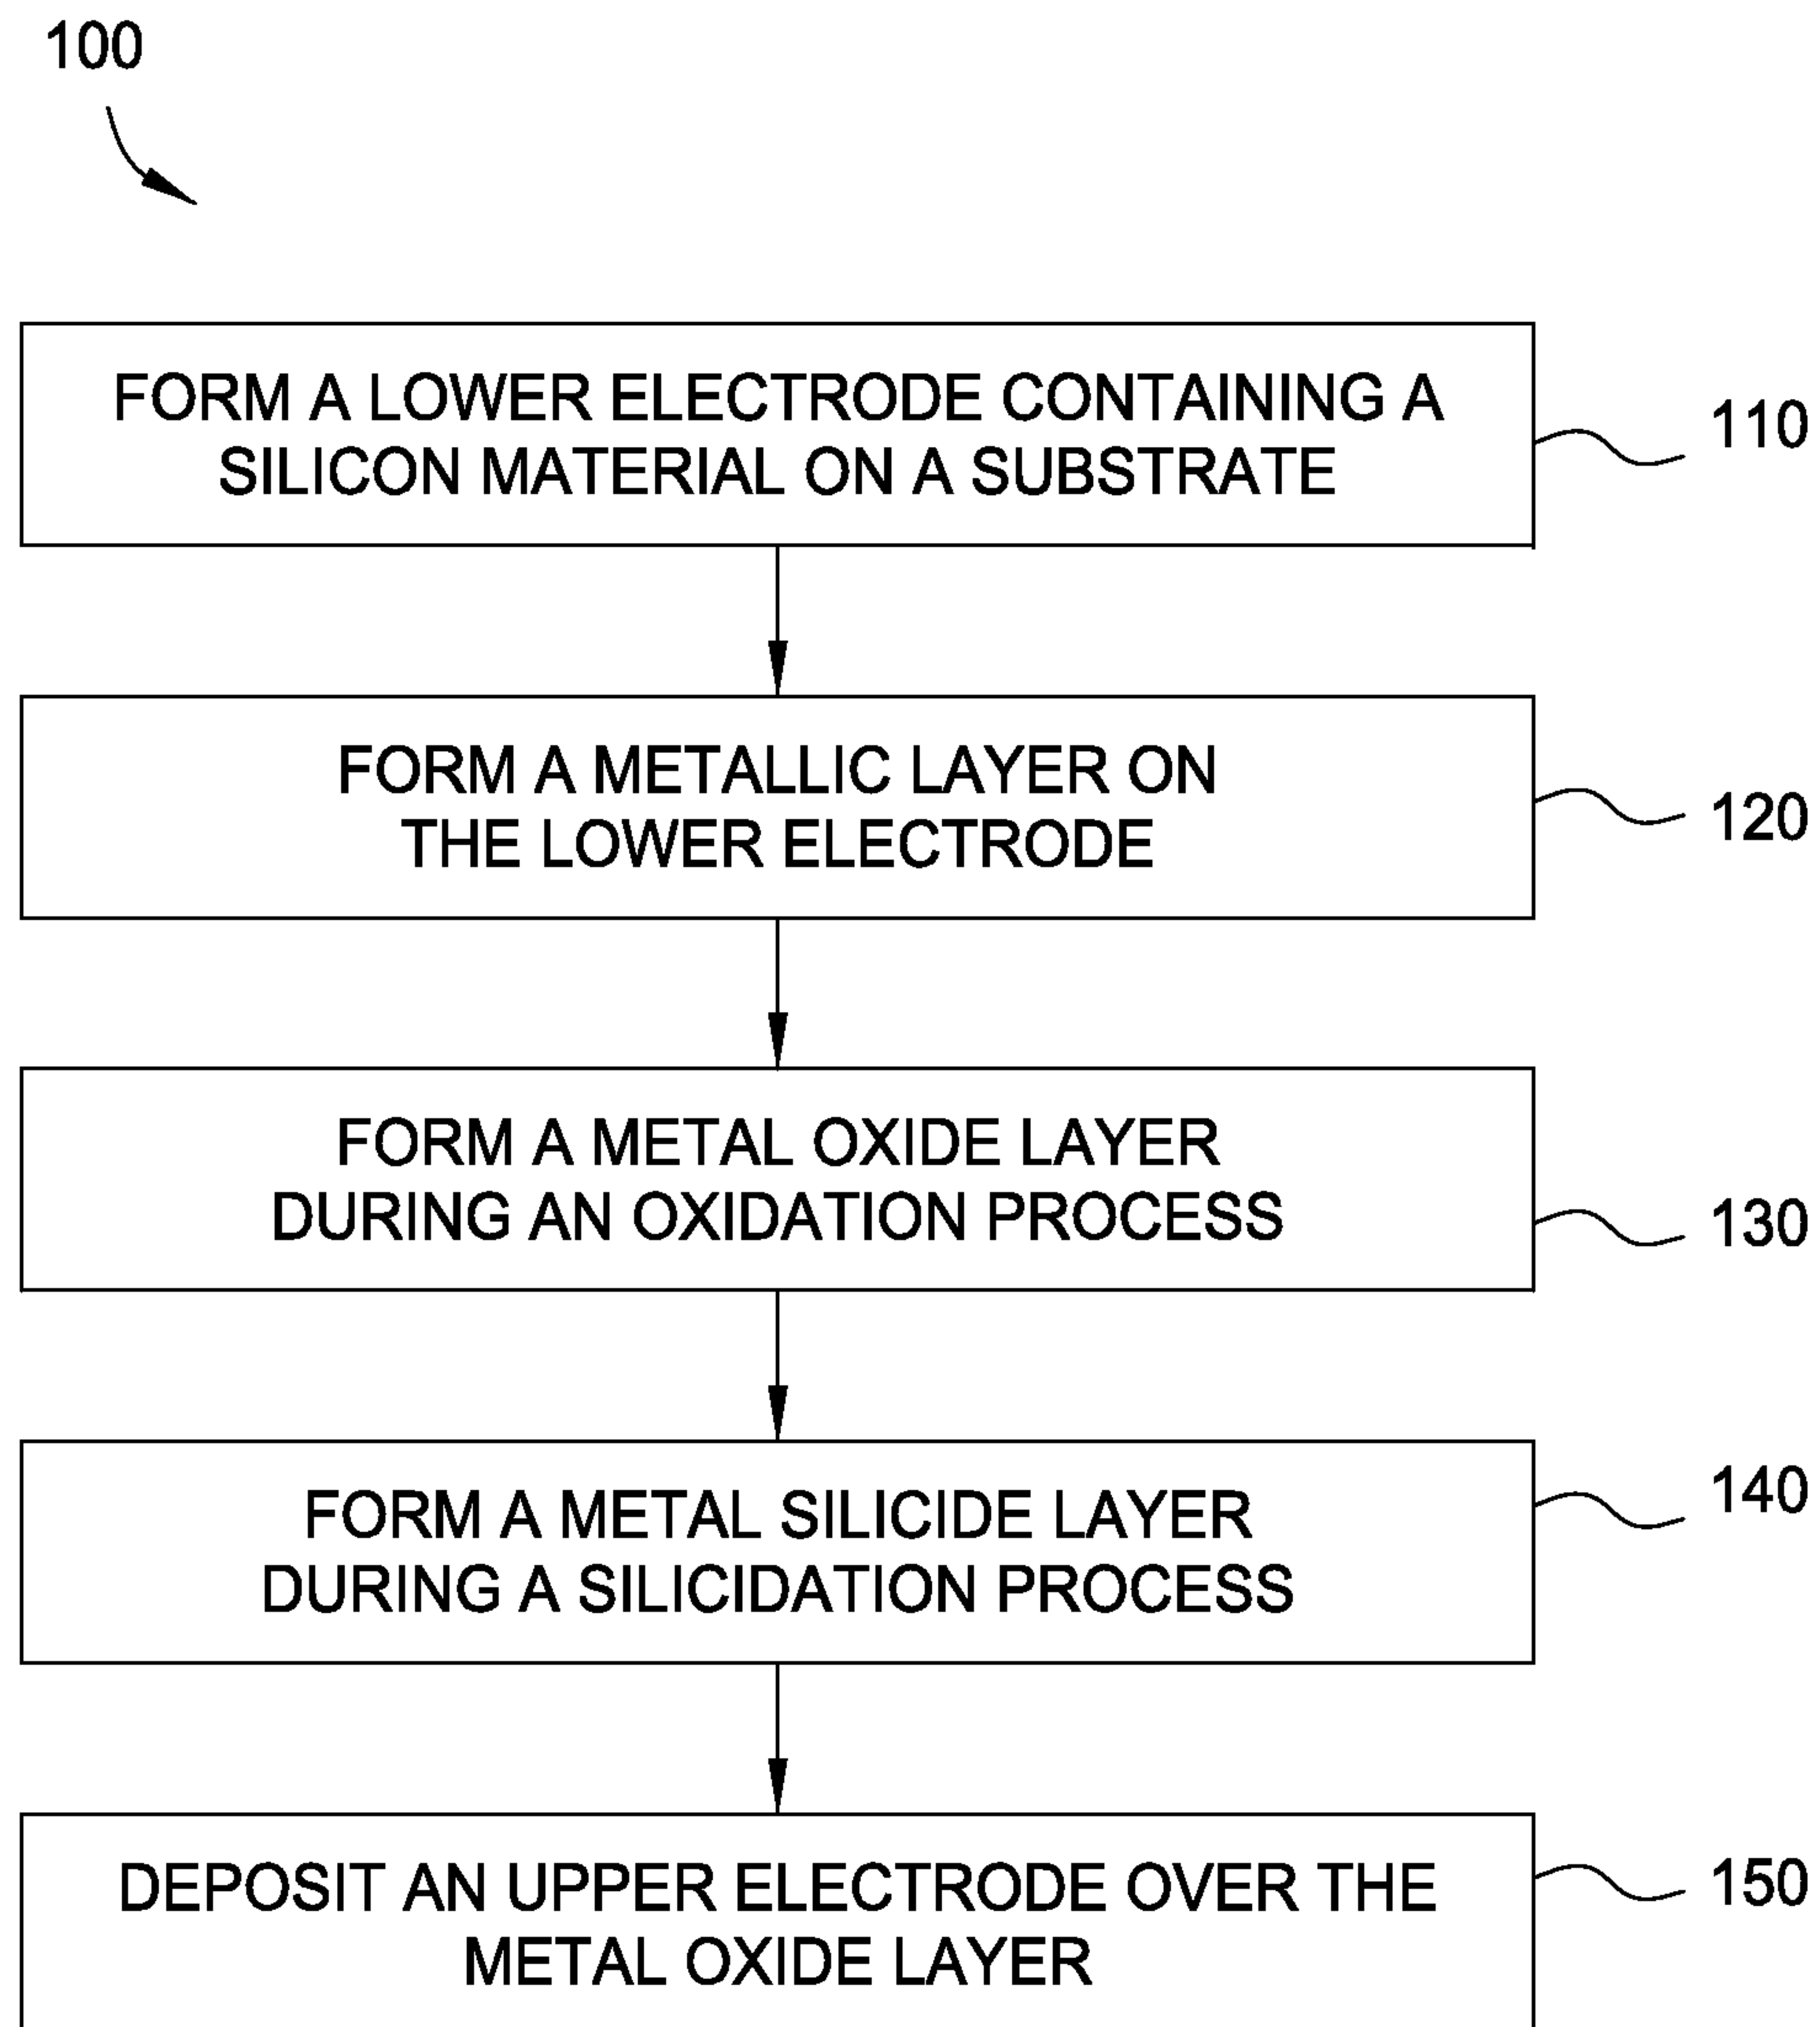 100
FORM A LOWER ELECTRODE CONTAINING A
SILICON MATERIAL ON A SUBSTRATE
110
FORM A METALLIC LAYER ON
THE LOWER ELECTRODE
120
FORM A METAL OXIDE LAYER
DURING AN OXIDATION PROCESS
130
FORM A METAL SILICIDE LAYER
DURING A SILICIDATION PROCESS
140
DEPOSIT AN UPPER ELECTRODE OVER THE
METAL OXIDE LAYER
150